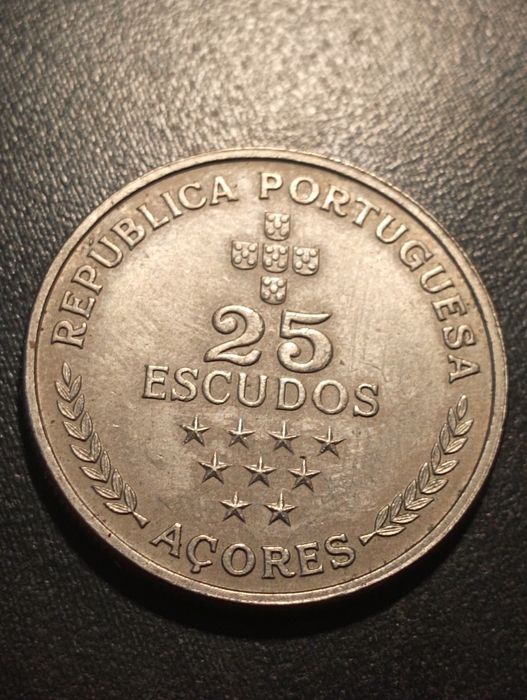 REPÚBLICA PORTUGUESA
25
ESCUDOS
AÇORES